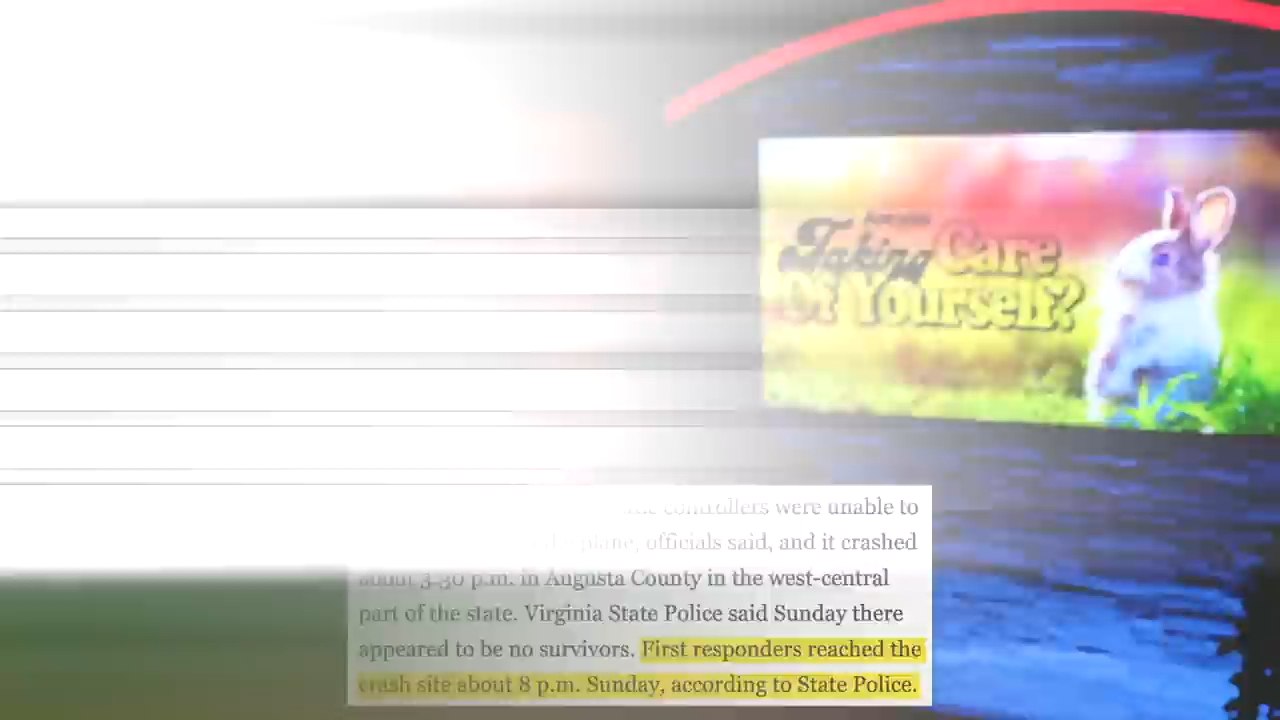 Taking Care
Of Yourself?
controllers were unable to
plane, officials said, and it crashed
about 3:30 p.m. in Augusta County in the west-central
part of the state. Virginia State Police said Sunday there
appeared to be no survivors. First responders reached the
crash site about 8 p.m. Sunday, according to State Police.